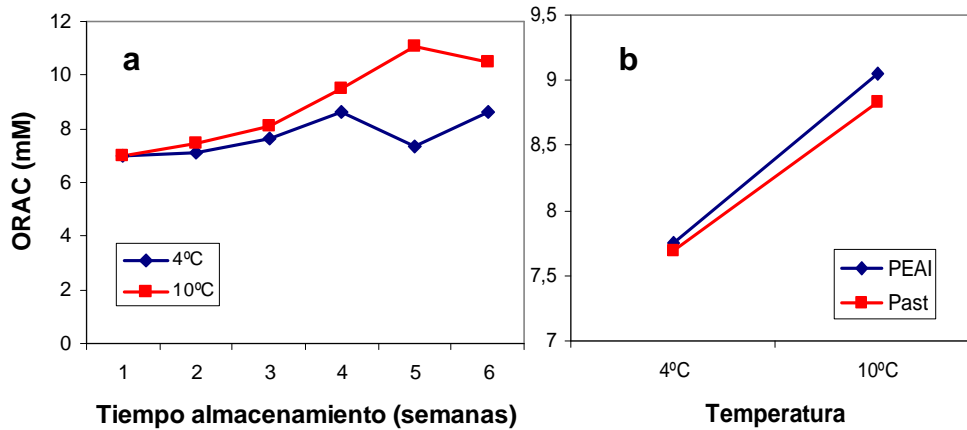 a
ORAC (mM)
12
10
8
6
4
2
0
4ºC
10ºC
1 2 3 4 5 6
Tiempo almacenamiento (semanas)
b
9,5
9
8,5
8
7,5
7
PEAI
Past
4ºC 10ºC
Temperatura